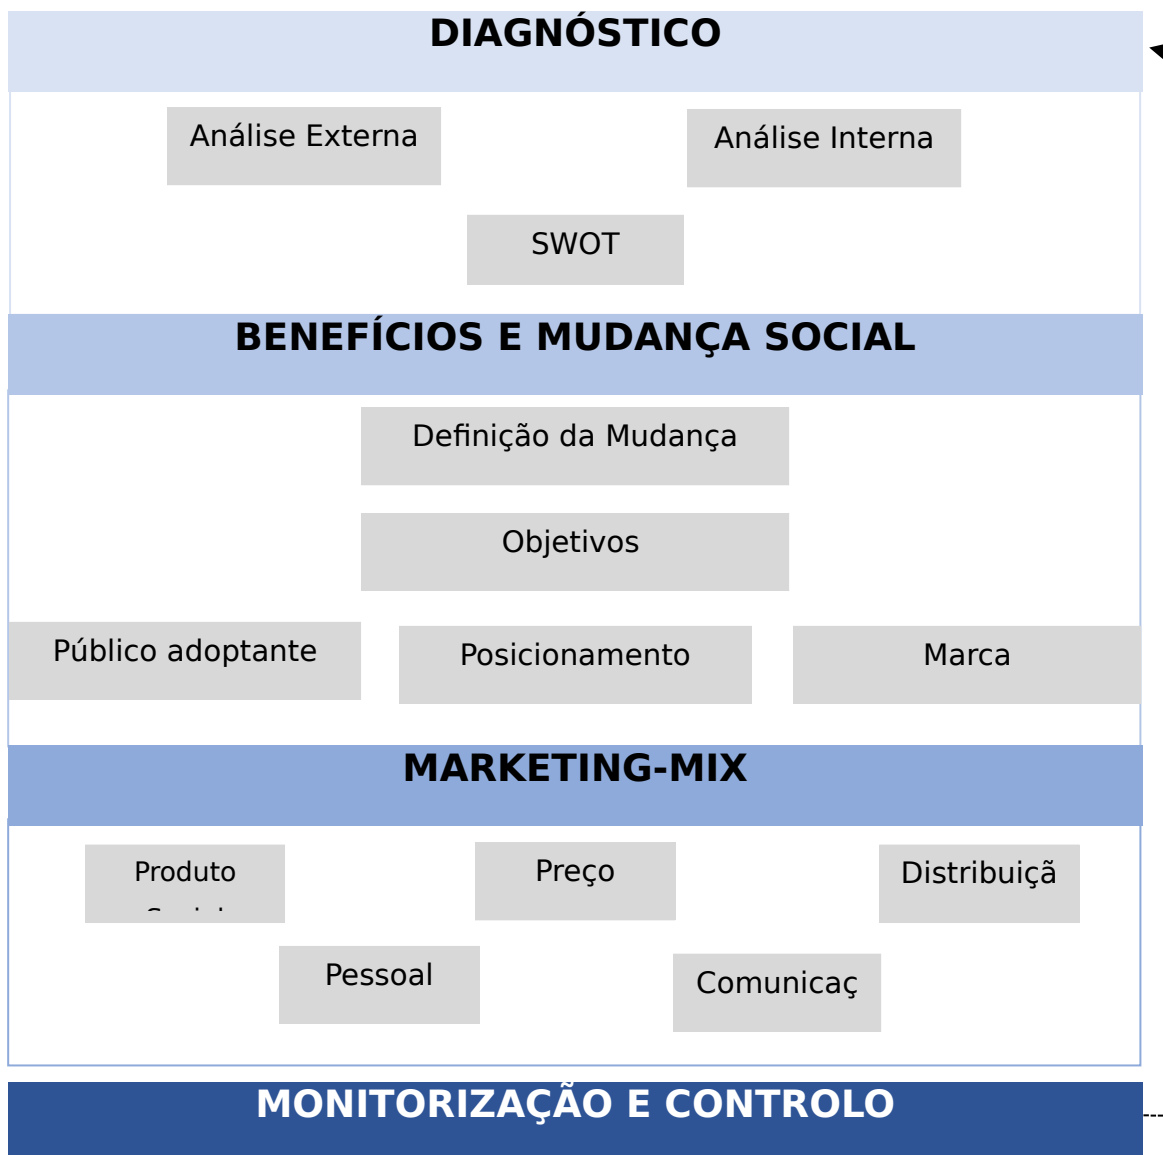 DIAGNÓSTICO
Análise Externa
Análise Interna
SWOT
BENEFÍCIOS E MUDANÇA SOCIAL
Definição da Mudança
Objetivos
Público adoptante
Posicionamento
Marca
MARKETING-MIX
Produto
Preço
Distribuiçã
Pessoal
Comunicaç
MONITORIZAÇÃO E CONTROLO